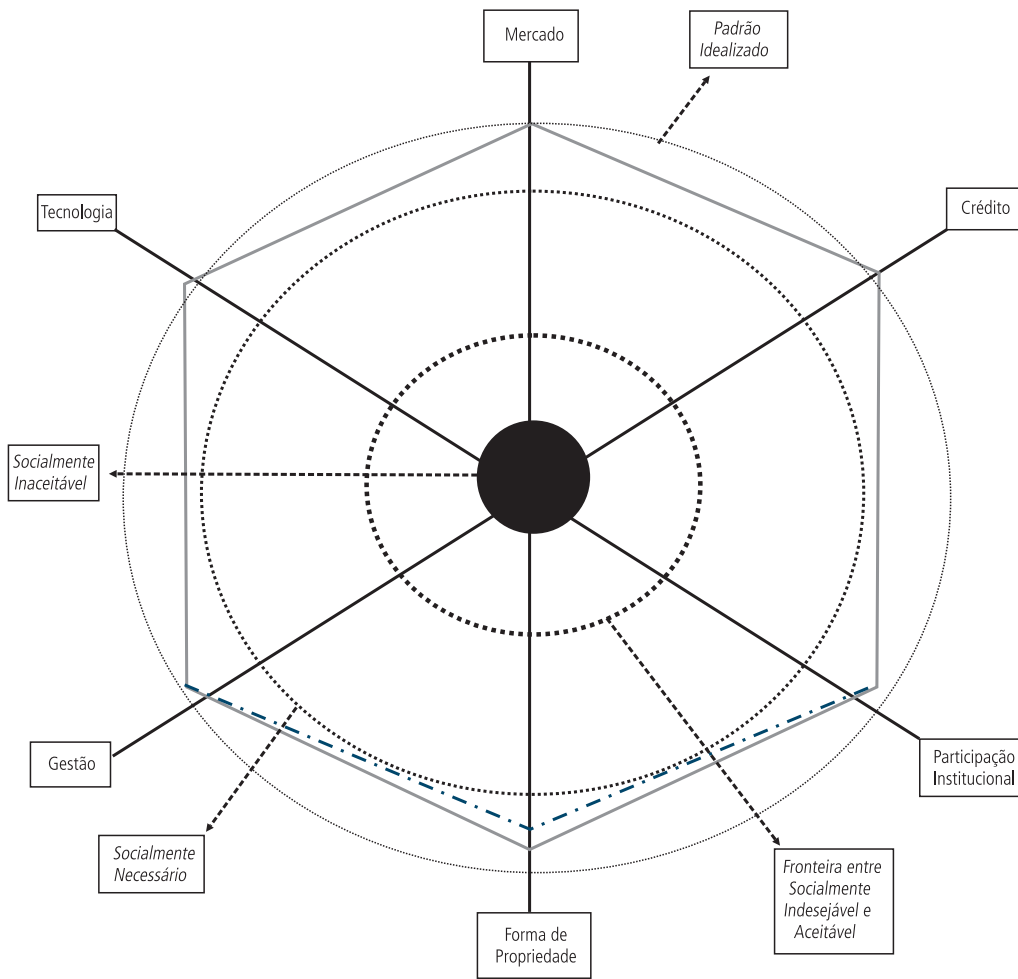 Mercado
Padrão
Idealizado
Tecnologia
Crédito
Socialmente
Inaceitável
Gestão
Participação
Institucional
Socialmente
Necessário
Fronteira entre
Socialmente
Indesejável e
Aceitável
Forma de
Propriedade